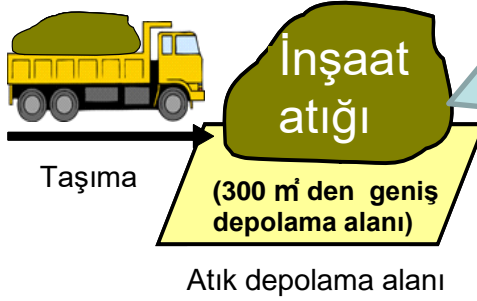 İnşaat
atığı
Taşıma
(300 ㎡ den geniş
depolama alanı)
Atık depolama alanı